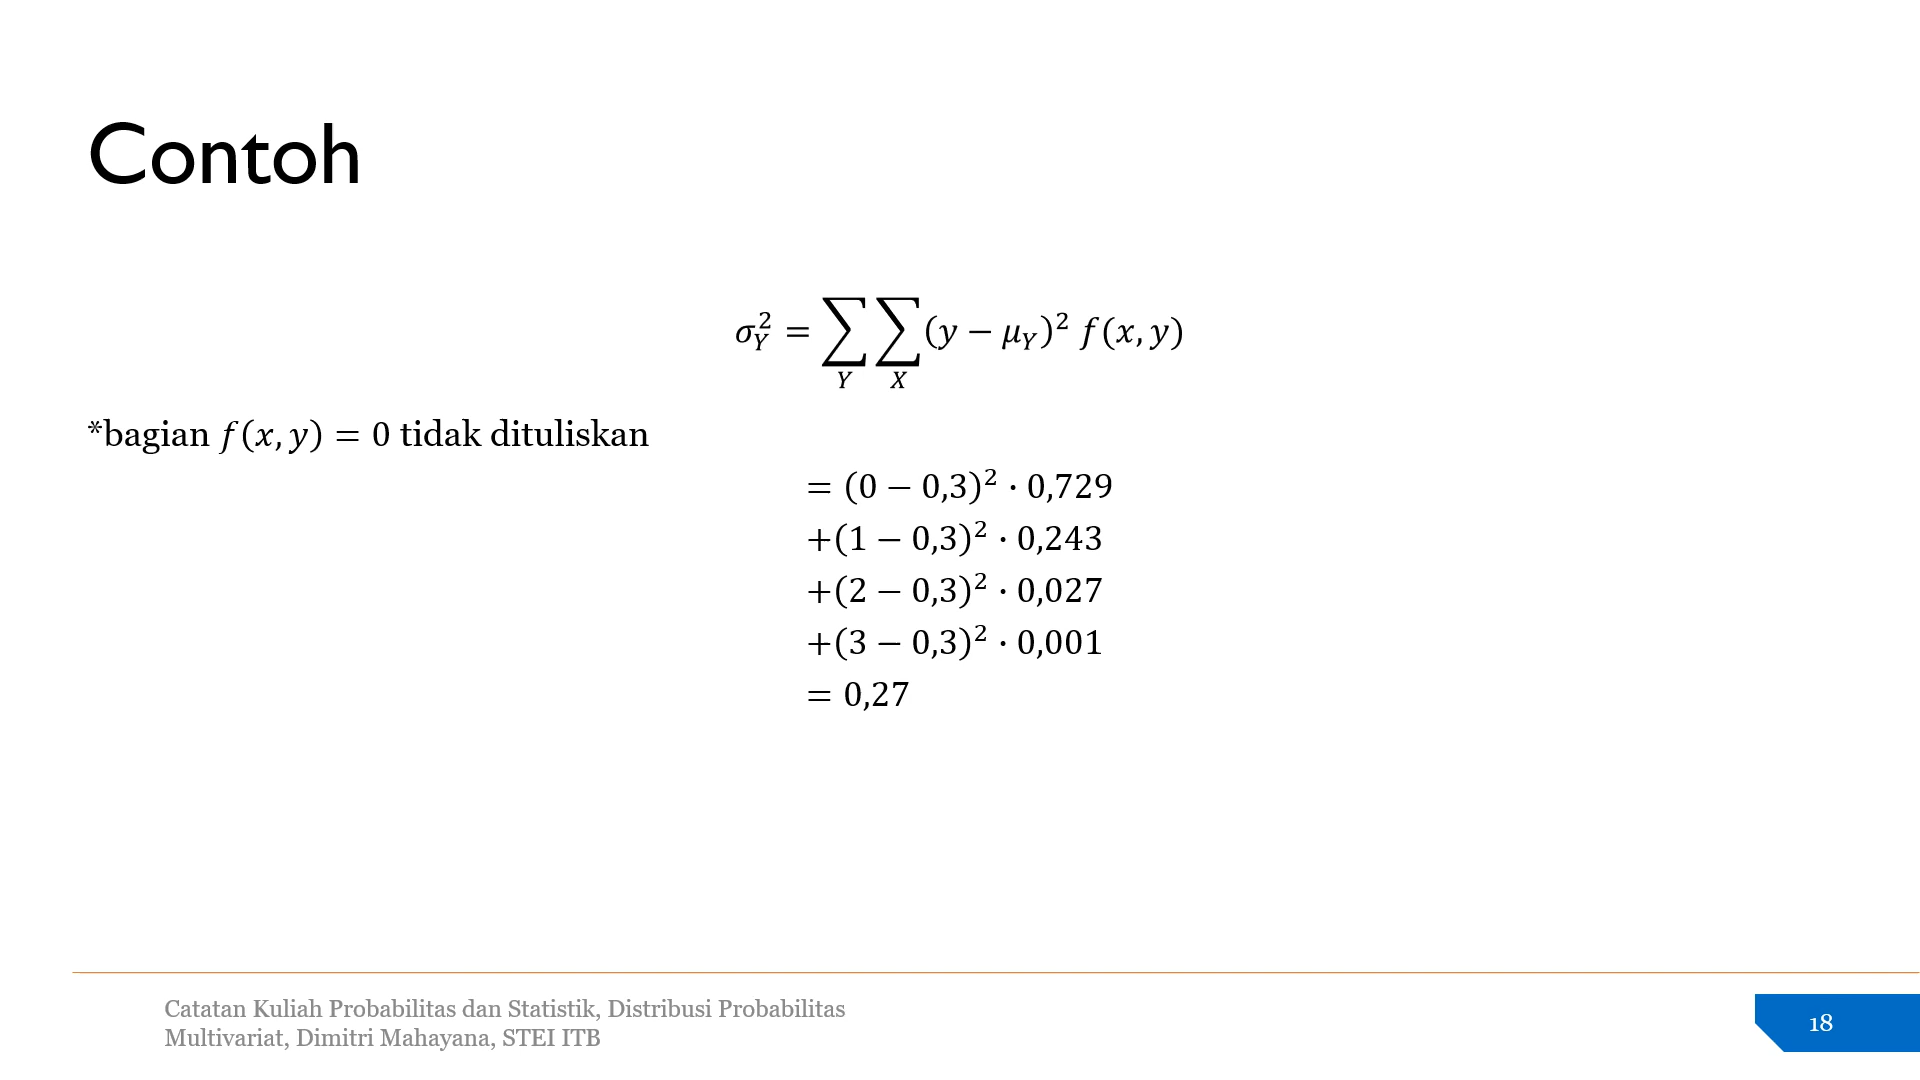 Contoh
σ_Y^2 = ∑_Y ∑_X (y − μ_Y)^2 f(x, y)
*bagian f(x, y) = 0 tidak dituliskan
= (0 − 0,3)^2 · 0,729
+(1 − 0,3)^2 · 0,243
+(2 − 0,3)^2 · 0,027
+(3 − 0,3)^2 · 0,001
= 0,27
Catatan Kuliah Probabilitas dan Statistik, Distribusi Probabilitas
Multivariat, Dimitri Mahayana, STEI ITB
18